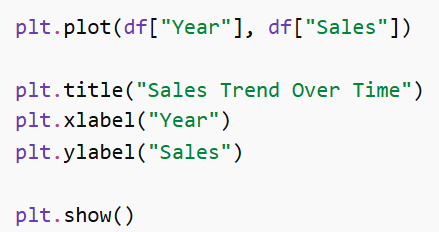 plt.plot(df["Year"], df["Sales"])
plt.title("Sales Trend Over Time")
plt.xlabel("Year")
plt.ylabel("Sales")
plt.show()